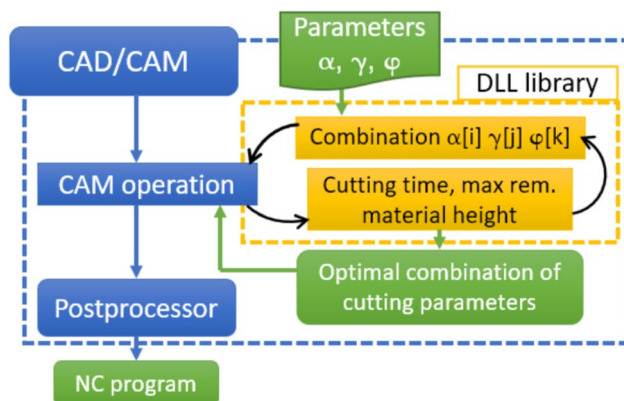 Parameters
α, γ, φ
CAD/CAM
DLL library
Combination α[i] γ[j] φ[k]
CAM operation
Cutting time, max rem.
material height
Optimal combination of
cutting parameters
Postprocessor
NC program